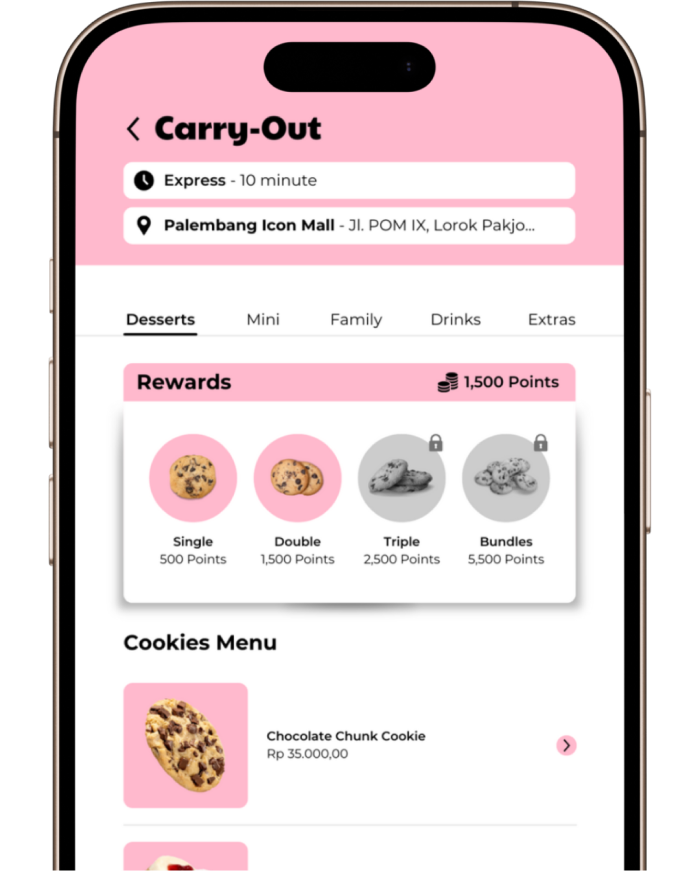 Carry-Out
Express - 10 minute
Palembang Icon Mall - Jl. POM IX, Lorok Pakjo...
Desserts Mini Family Drinks Extras
Rewards 1,500 Points
Single Double Triple Bundles
500 Points 1,500 Points 2,500 Points 5,500 Points
Cookies Menu
Chocolate Chunk Cookie
Rp 35.000,00